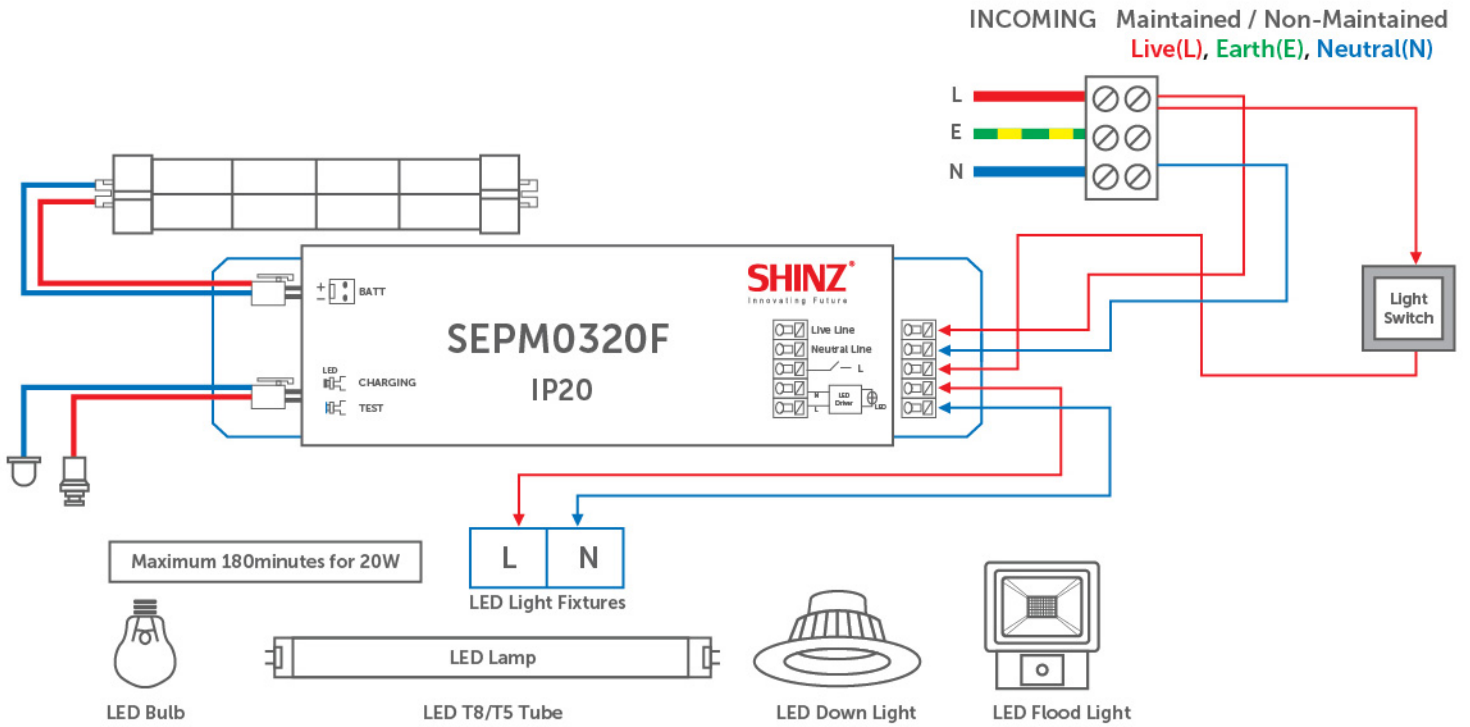 INCOMING Maintained / Non-Maintained
Live(L), Earth(E), Neutral(N)
L
E
N
SHINZ®
Innovating Future
+
−
BATT
SEPM0320F
IP20
LED
CHARGING
TEST
Live Line
Neutral Line
L
N
L
LED
Driver
LED
Light
Switch
L
N
LED Light Fixtures
Maximum 180minutes for 20W
LED Lamp
LED Bulb
LED T8/T5 Tube
LED Down Light
LED Flood Light